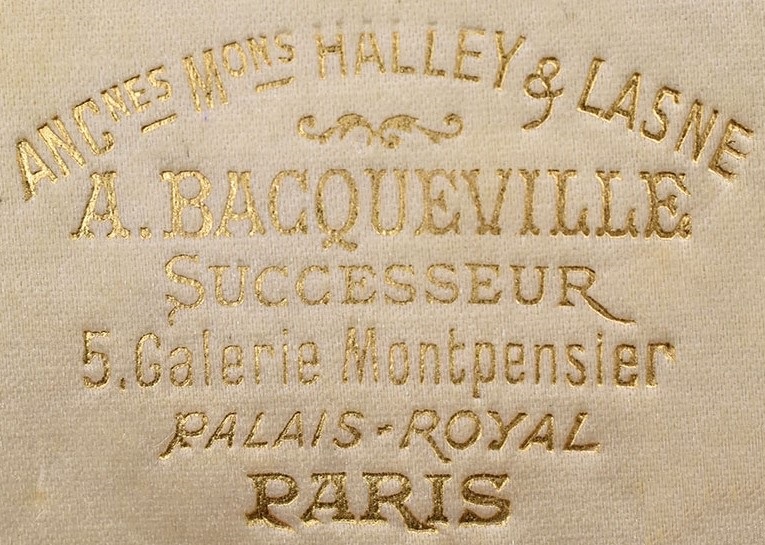 ANCNES MONS HALLEY & LASNE
A. BACQUEVILLE
SUCCESSEUR
5, Galerie Montpensier
PALAIS-ROYAL
PARIS